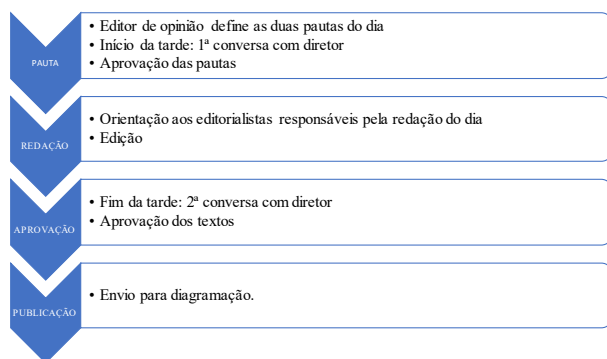 PAUTA
• Editor de opinião define as duas pautas do dia
• Início da tarde: 1ª conversa com diretor
• Aprovação das pautas
REDAÇÃO
• Orientação aos editorialistas responsáveis pela redação do dia
• Edição
APROVAÇÃO
• Fim da tarde: 2ª conversa com diretor
• Aprovação dos textos
PUBLICAÇÃO
• Envio para diagramação.